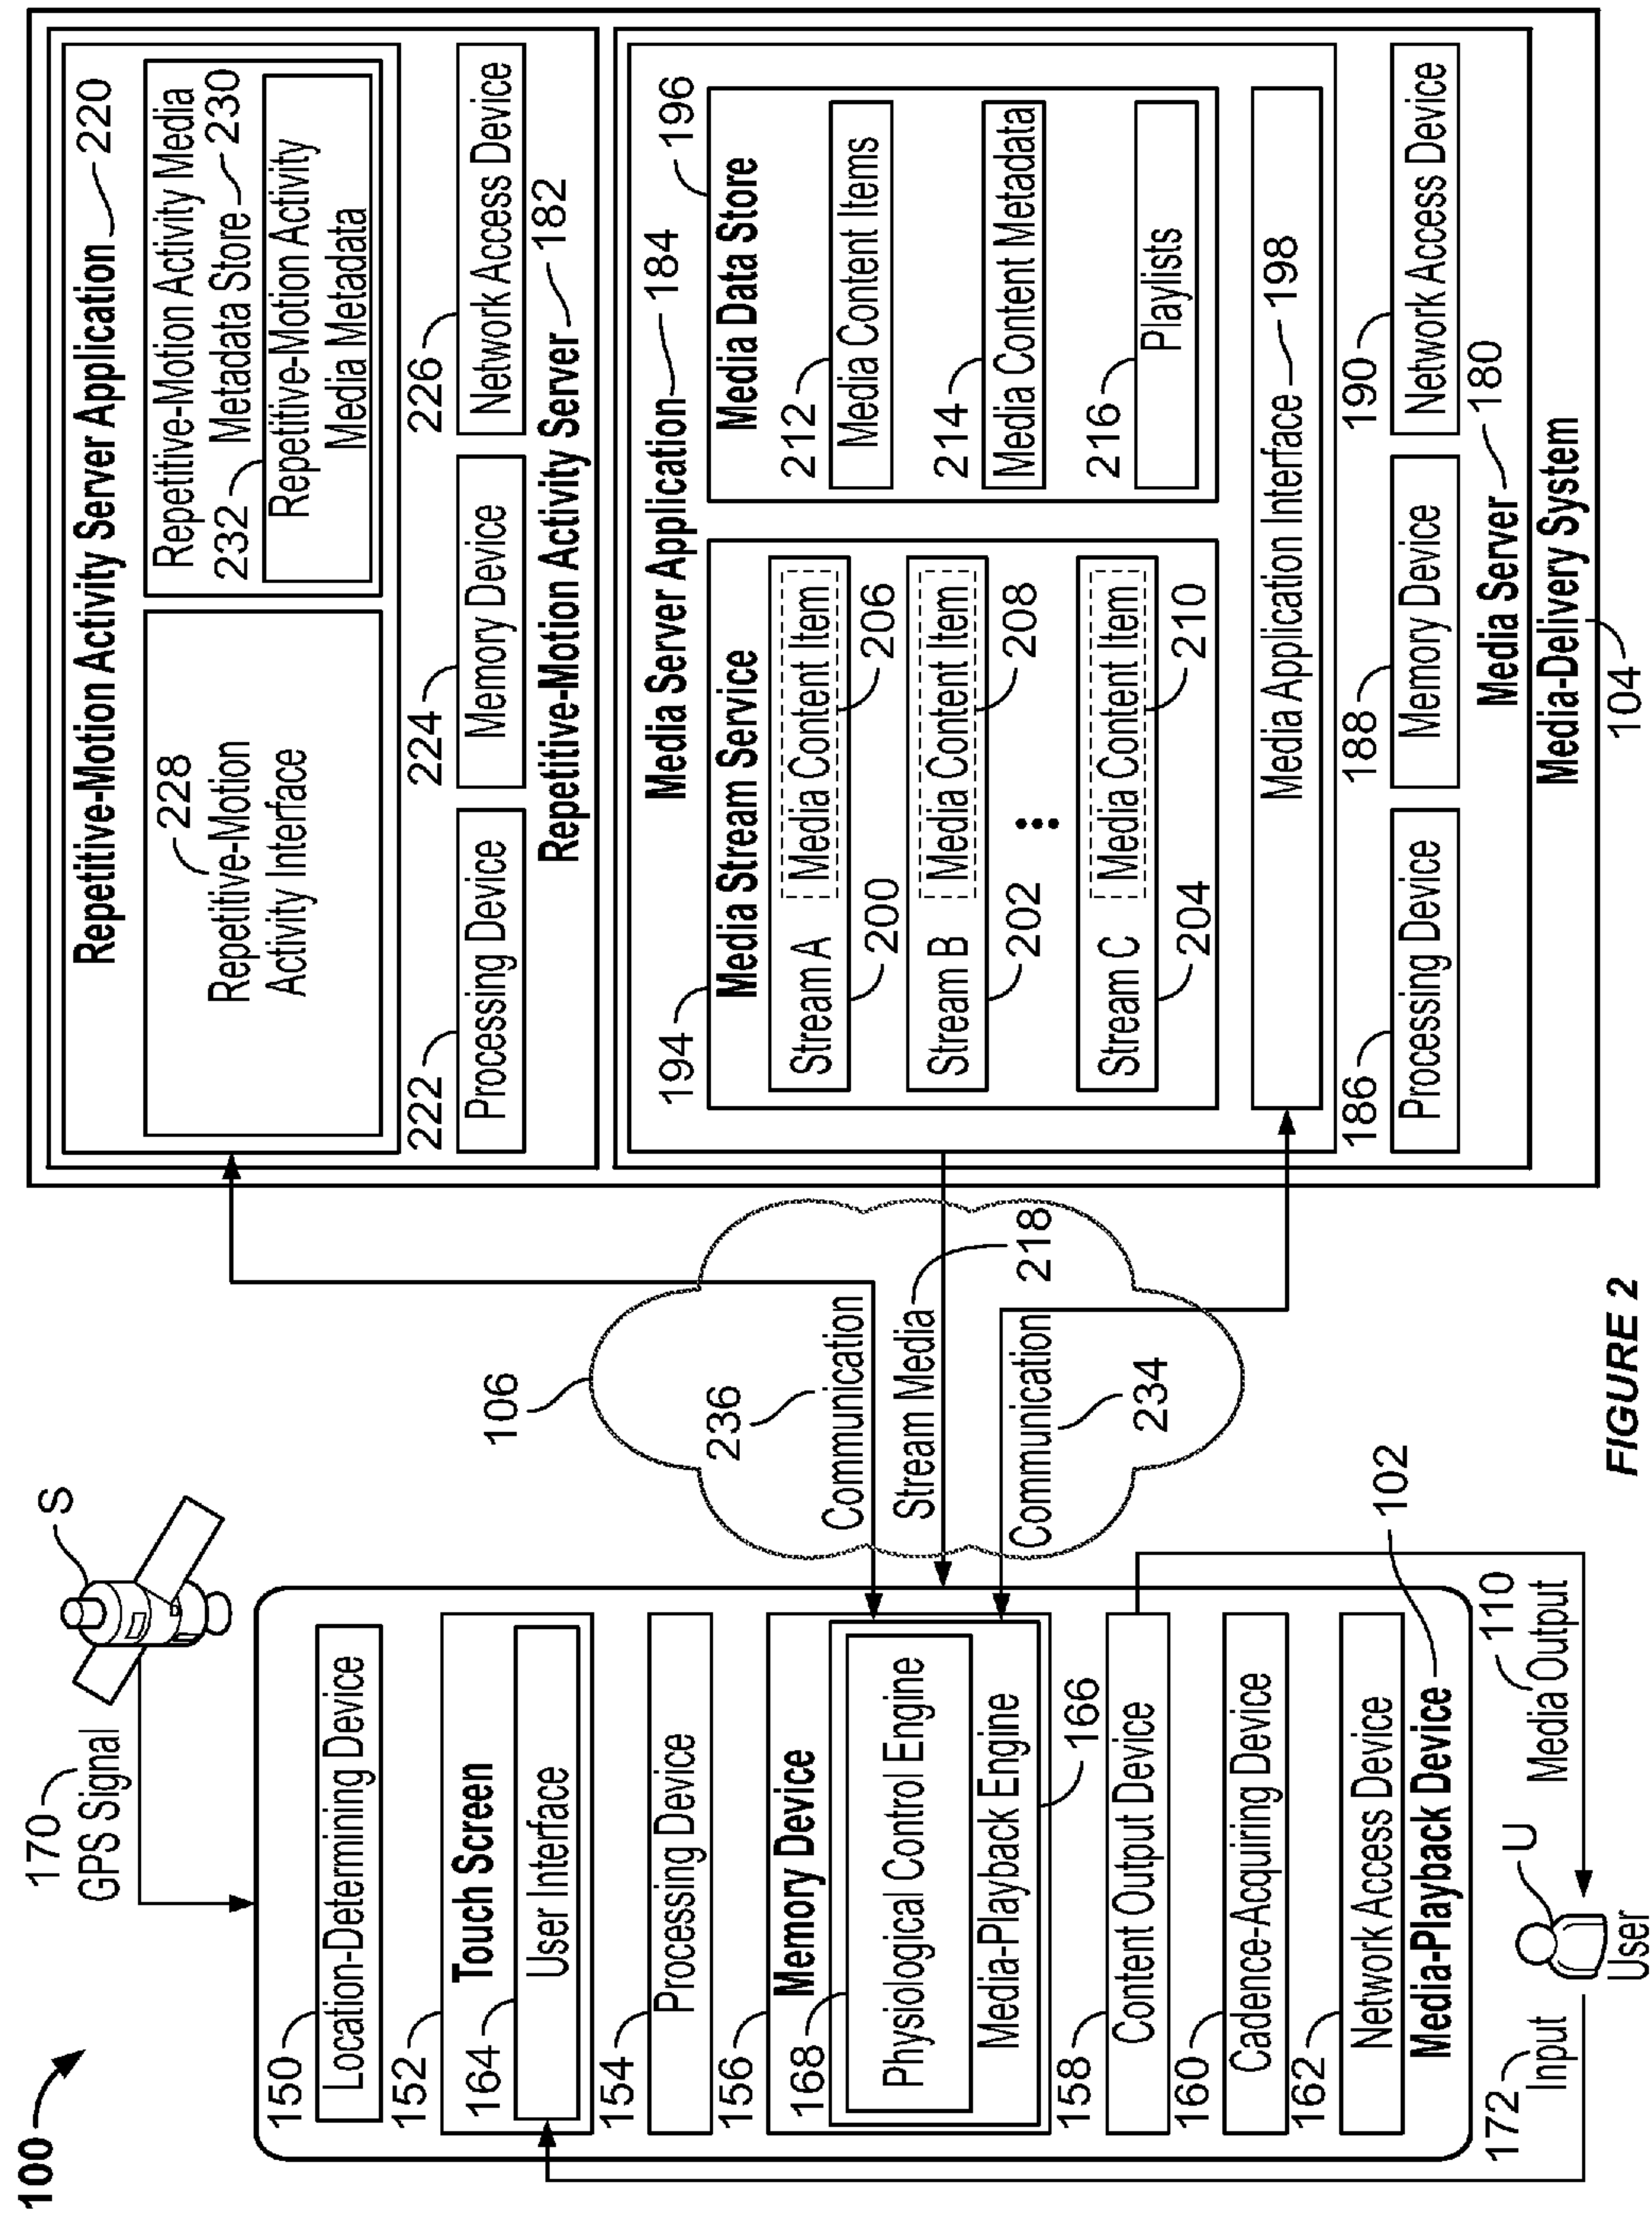 100
170
GPS Signal
S
150
Location-Determining Device
152
Touch Screen
164
User Interface
154
Processing Device
156
Memory Device
168
Physiological Control Engine
Media-Playback Engine
166
158
Content Output Device
160
Cadence-Acquiring Device
162
Network Access Device
Media-Playback Device
102
172
Input
U
User
110
Media Output
106
236
Communication
Stream Media
218
Communication
234
Repetitive-Motion Activity Server Application
220
228
Repetitive-Motion
Activity Interface
Repetitive-Motion Activity Media
Metadata Store
230
232
Repetitive-Motion Activity
Media Metadata
222
Processing Device
224
Memory Device
226
Network Access Device
Repetitive-Motion Activity Server
182
Media Server Application
184
194
Media Stream Service
Stream A
Media Content Item
200
206
Stream B
Media Content Item
202
208
Stream C
Media Content Item
204
210
196
Media Data Store
212
Media Content Items
214
Media Content Metadata
216
Playlists
Media Application Interface
198
186
Processing Device
188
Memory Device
190
Network Access Device
Media Server
180
Media-Delivery System
104
FIGURE 2